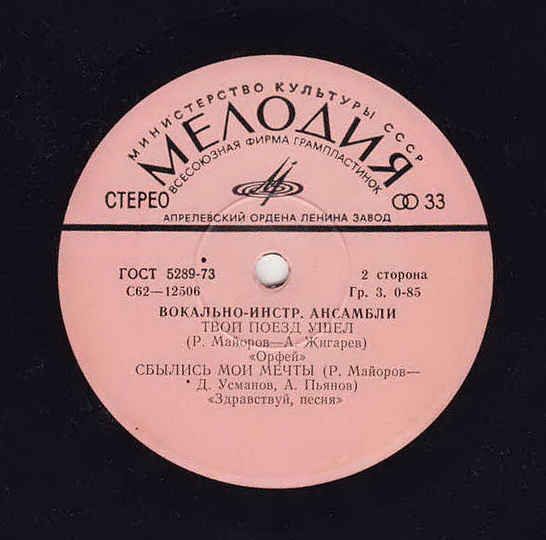 МИНИСТЕРСТВО КУЛЬТУРЫ СССР
МЕЛОДИЯ
ВСЕСОЮЗНАЯ ФИРМА ГРАМПЛАСТИНОК
СТЕРЕО
33
АПРЕЛЕВСКИЙ ОРДЕНА ЛЕНИНА ЗАВОД
ГОСТ 5289-73 2 сторона
С62—12506 Гр. 3. 0-85
ВОКАЛЬНО-ИНСТР. АНСАМБЛИ
ТВОЙ ПОЕЗД УШЕЛ
(Р. Майоров—А. Жигарев)
«Орфей»
СБЫЛИСЬ МОИ МЕЧТЫ (Р. Майоров—
Д. Усманов, А. Пьянов)
«Здравствуй, песня»